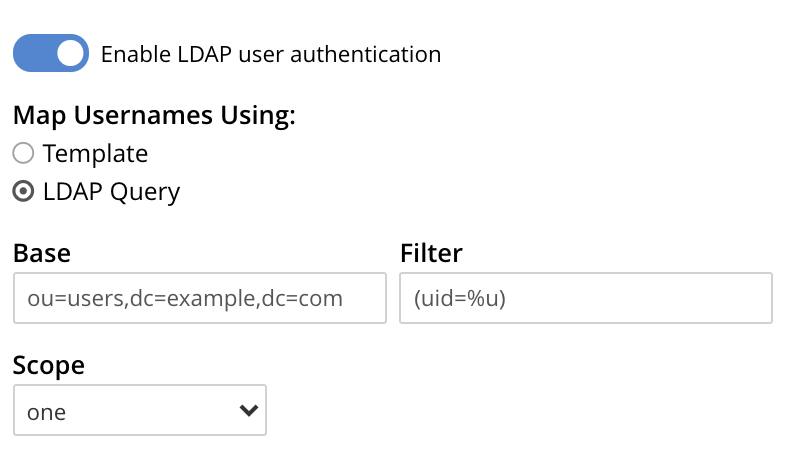 Enable LDAP user authentication
Map Usernames Using:
Template
LDAP Query
Base Filter
ou=users,dc=example,dc=com (uid=%u)
Scope
one